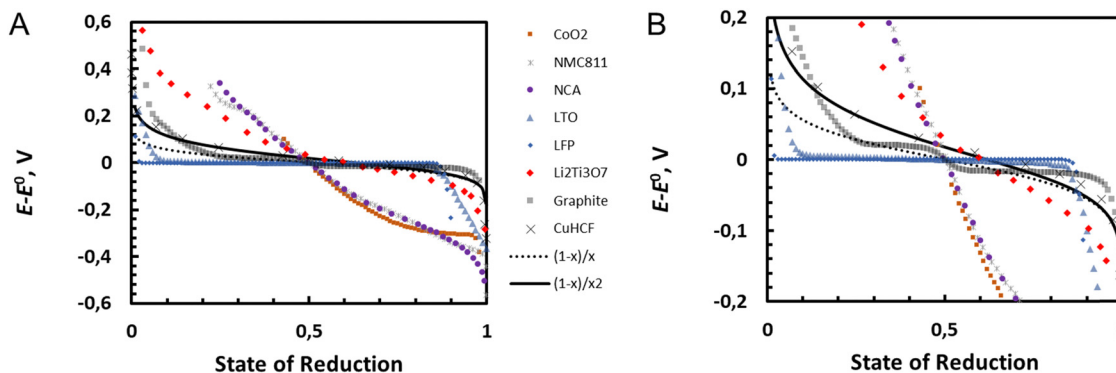 A
E-E⁰, V
0,6
0,4
0,2
0
-0,2
-0,4
-0,6
0
0,5
1
State of Reduction
CoO2
NMC811
NCA
LTO
LFP
Li2Ti3O7
Graphite
CuHCF
(1-x)/x
(1-x)/x2
B
E-E⁰, V
0,2
0,1
0
-0,1
-0,2
0
0,5
State of Reduction